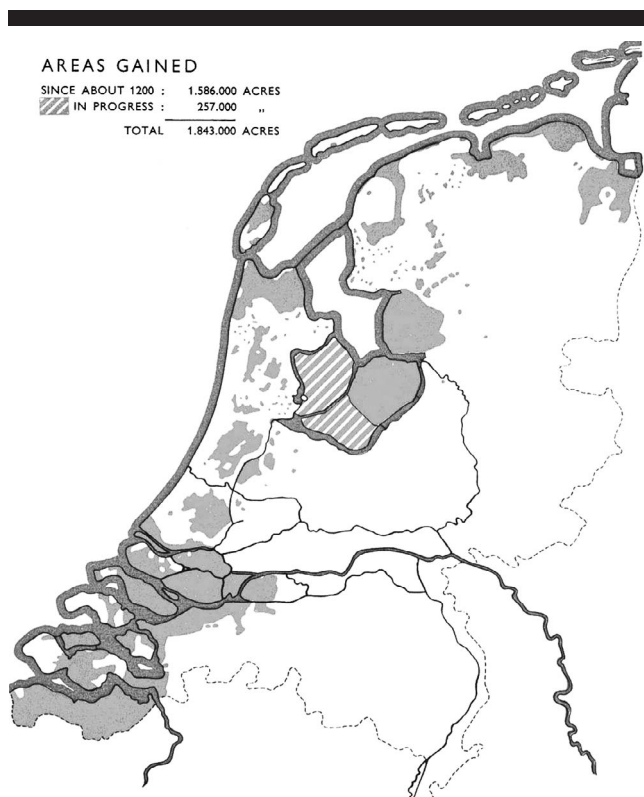 AREAS GAINED
SINCE ABOUT 1200 : 1.586.000 ACRES
IN PROGRESS : 257.000 „
TOTAL 1.843.000 ACRES